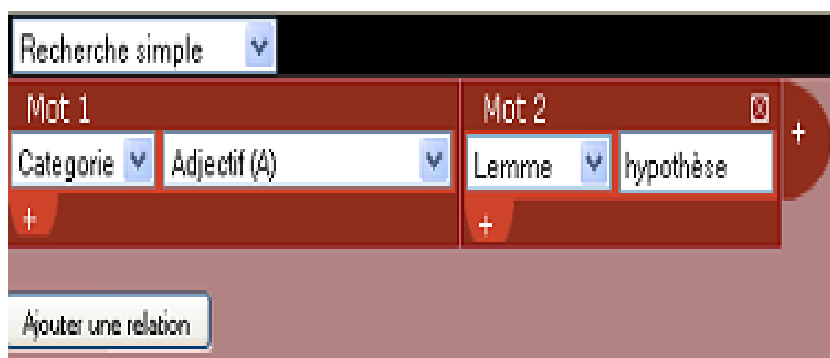 Recherche simple
Mot 1 Mot 2 +
Categorie Adjectif (A) Lemme hypothèse
+ +
Ajouter une relation